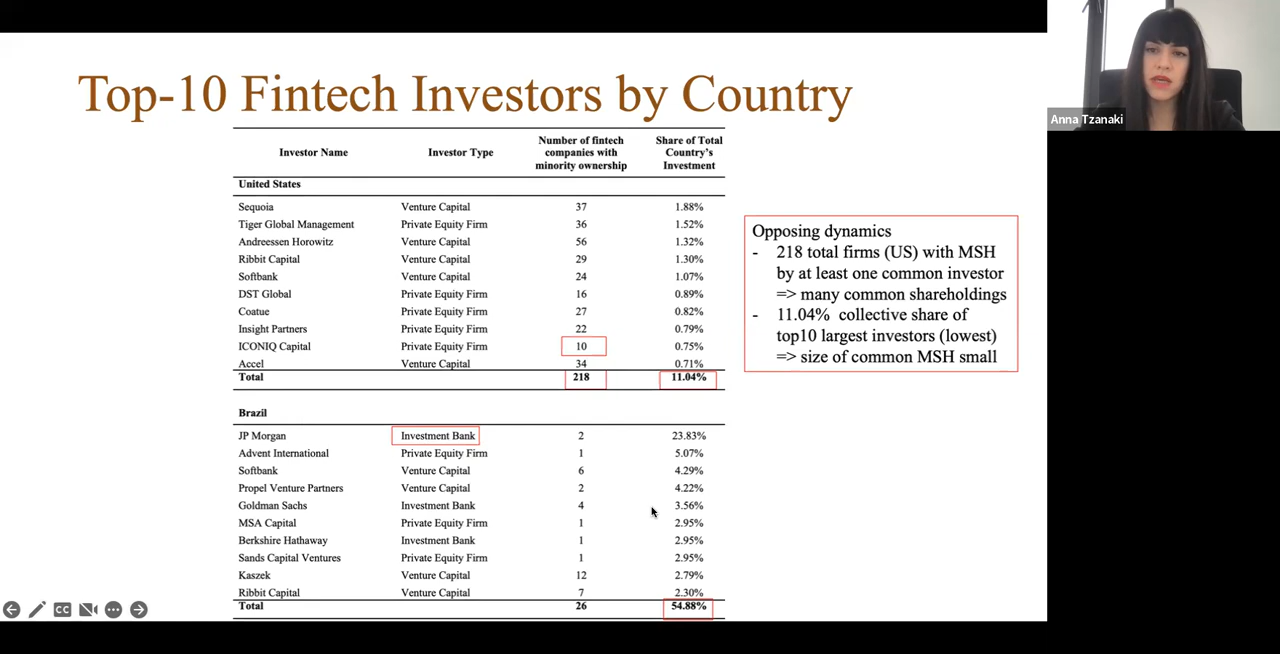 Top-10 Fintech Investors by Country
Investor Name Investor Type Number of fintech companies with minority ownership Share of Total Country's Investment
United States
Sequoia Venture Capital 37 1.88%
Tiger Global Management Private Equity Firm 36 1.52%
Andreessen Horowitz Venture Capital 56 1.32%
Ribbit Capital Venture Capital 29 1.30%
Softbank Venture Capital 24 1.07%
DST Global Private Equity Firm 16 0.89%
Coatue Private Equity Firm 27 0.82%
Insight Partners Private Equity Firm 22 0.79%
ICONIQ Capital Private Equity Firm 10 0.75%
Accel Venture Capital 34 0.71%
Total 218 11.04%
Brazil
JP Morgan Investment Bank 2 23.83%
Advent International Private Equity Firm 1 5.07%
Softbank Venture Capital 6 4.29%
Propel Venture Partners Venture Capital 2 4.22%
Goldman Sachs Investment Bank 4 3.56%
MSA Capital Private Equity Firm 1 2.95%
Berkshire Hathaway Investment Bank 1 2.95%
Sands Capital Ventures Private Equity Firm 1 2.95%
Kaszek Venture Capital 12 2.79%
Ribbit Capital Venture Capital 7 2.30%
Total 26 54.88%
Opposing dynamics
- 218 total firms (US) with MSH
by at least one common investor
=> many common shareholdings
- 11.04% collective share of
top10 largest investors (lowest)
=> size of common MSH small
Anna Tzanaki
CC